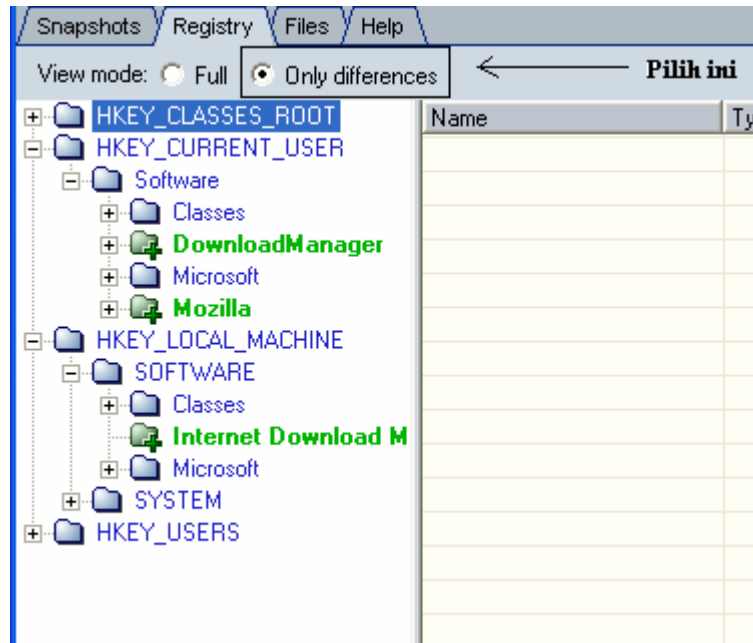 Snapshots Registry Files Help
View mode: Full Only differences Pilih ini
HKEY_CLASSES_ROOT Name Ty
HKEY_CURRENT_USER
Software
Classes
DownloadManager
Microsoft
Mozilla
HKEY_LOCAL_MACHINE
SOFTWARE
Classes
Internet Download M
Microsoft
SYSTEM
HKEY_USERS